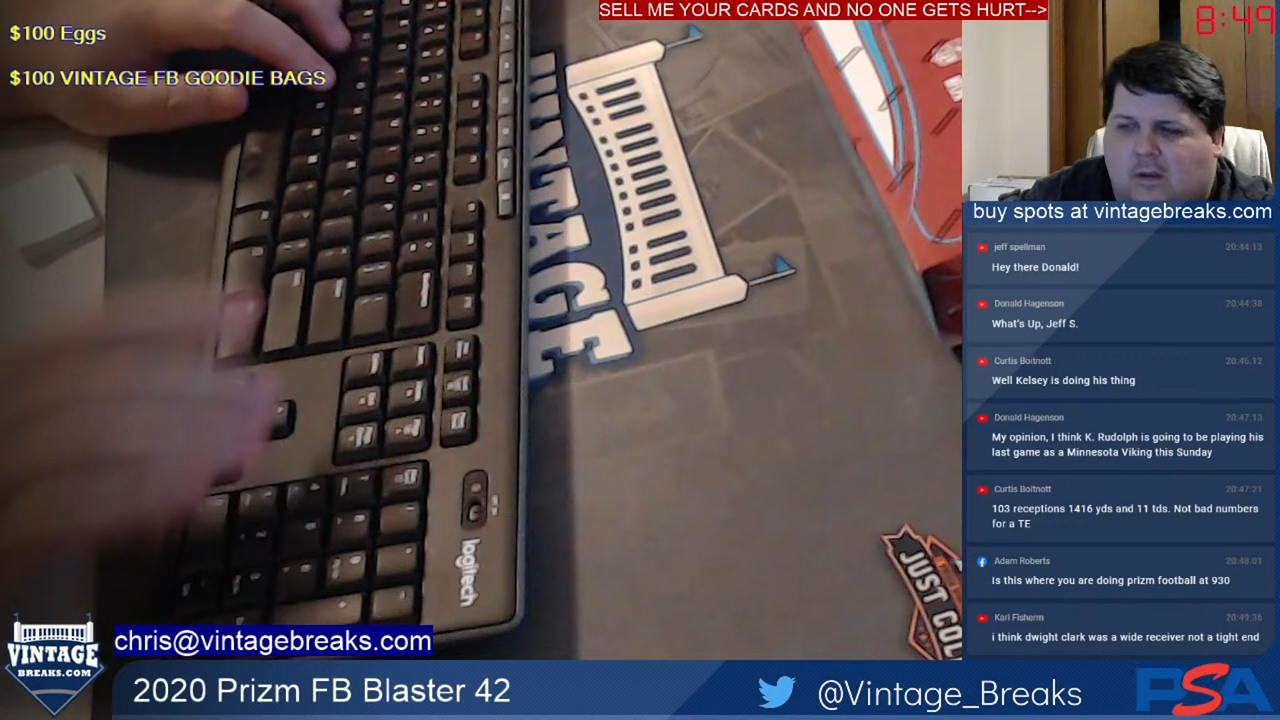 $100 Eggs
$100 VINTAGE FB GOODIE BAGS
SELL ME YOUR CARDS AND NO ONE GETS HURT-->
8:49
VINTAGE
logitech
JUST COL
buy spots at vintagebreaks.com
jeff spellman 20:44:13
Hey there Donald!
Donald Hagenson 20:44:38
What's Up, Jeff S.
Curtis Boitnott 20:46:12
Well Kelsey is doing his thing
Donald Hagenson 20:47:13
My opinion, I think K. Rudolph is going to be playing his
last game as a Minnesota Viking this Sunday
Curtis Boitnott 20:47:21
103 receptions 1416 yds and 11 tds. Not bad numbers
for a TE
Adam Roberts 20:48:01
Is this where you are doing prizm football at 930
Karl Fisherm 20:49:36
i think dwight clark was a wide receiver not a tight end
VINTAGE
BREAKS.COM
chris@vintagebreaks.com
2020 Prizm FB Blaster 42
@Vintage_Breaks
PSA